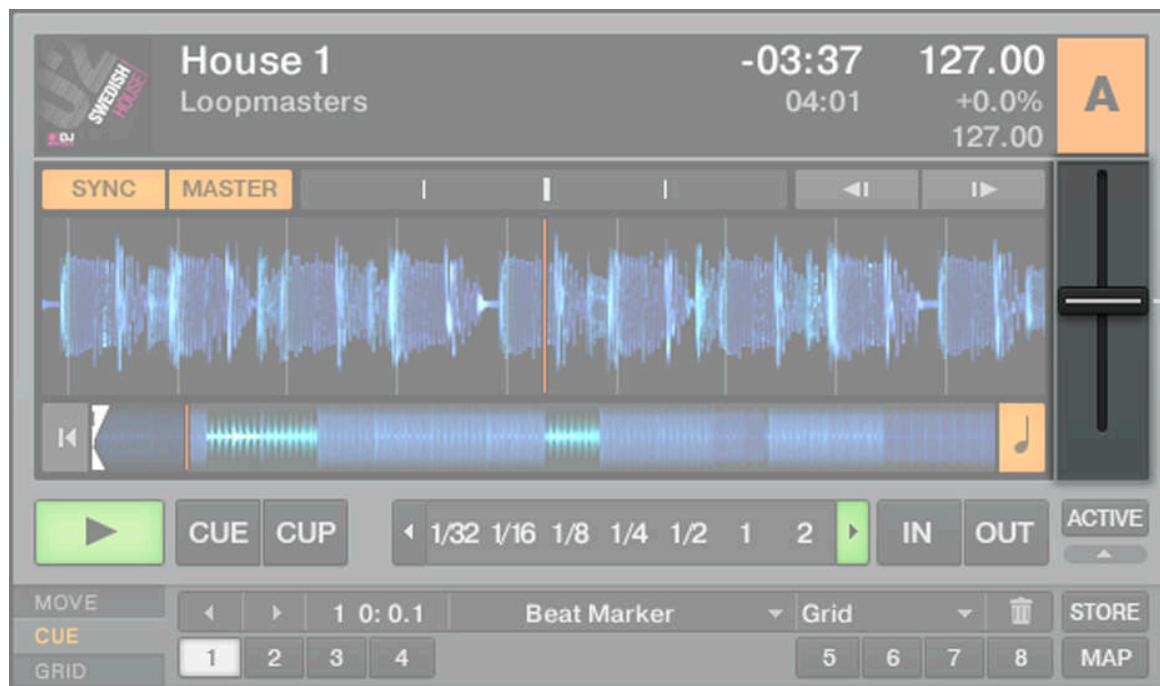 SWEDISH
HOUSE
DJ
House 1
Loopmasters
-03:37
04:01
127.00
+0.0%
127.00
A
SYNC
MASTER
CUE
CUP
1/32 1/16 1/8 1/4 1/2 1 2
IN
OUT
ACTIVE
MOVE
CUE
GRID
1 0: 0.1
Beat Marker
Grid
STORE
1
2
3
4
5
6
7
8
MAP